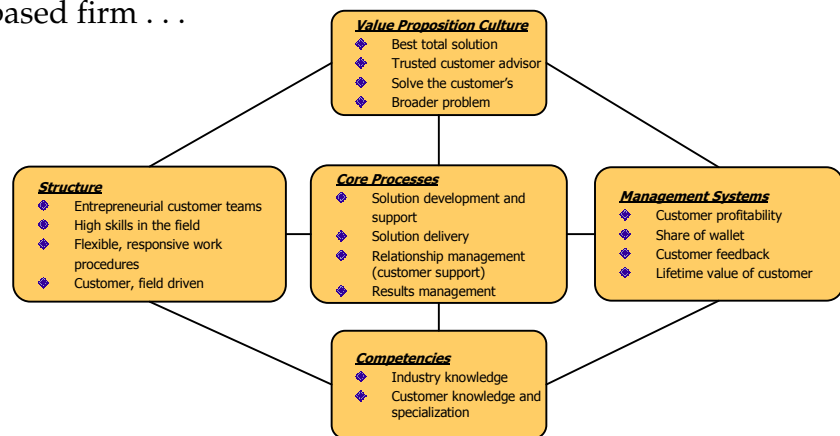 based firm . . .
Value Proposition Culture
Best total solution
Trusted customer advisor
Solve the customer's
Broader problem
Structure
Entrepreneurial customer teams
High skills in the field
Flexible, responsive work
procedures
Customer, field driven
Core Processes
Solution development and
support
Solution delivery
Relationship management
(customer support)
Results management
Management Systems
Customer profitability
Share of wallet
Customer feedback
Lifetime value of customer
Competencies
Industry knowledge
Customer knowledge and
specialization